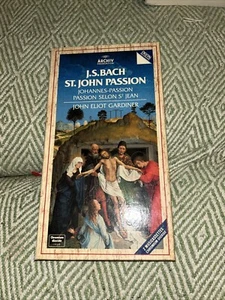 ARCHIV
J.S. BACH
ST. JOHN PASSION
JOHANNES-PASSION
PASSION SELON ST JEAN
JOHN ELIOT GARDINER